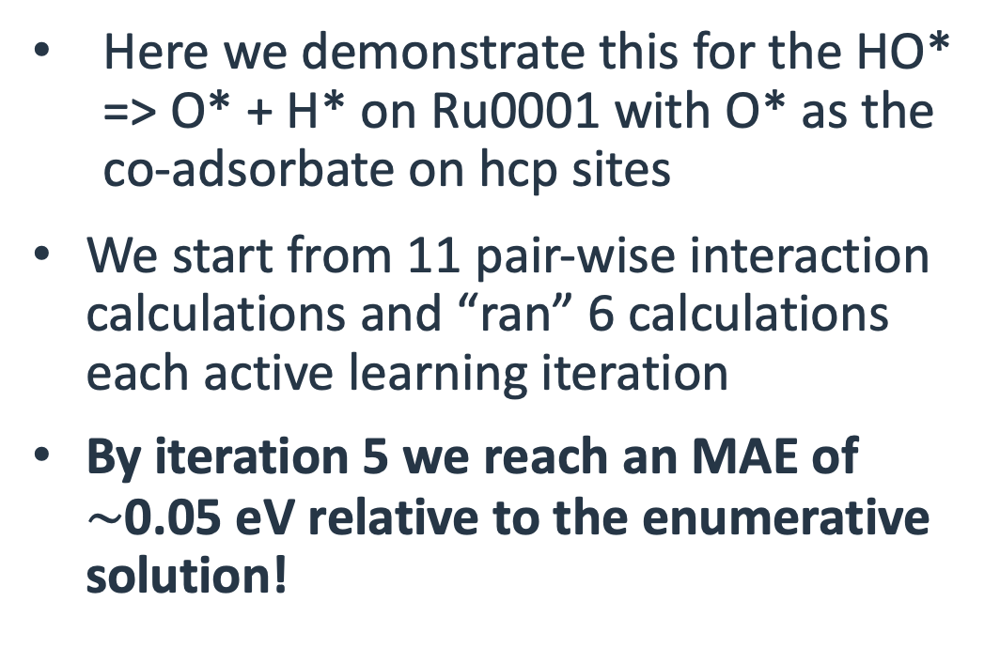 • Here we demonstrate this for the HO*
=> O* + H* on Ru0001 with O* as the
co-adsorbate on hcp sites
• We start from 11 pair-wise interaction
calculations and “ran” 6 calculations
each active learning iteration
• By iteration 5 we reach an MAE of
~0.05 eV relative to the enumerative
solution!